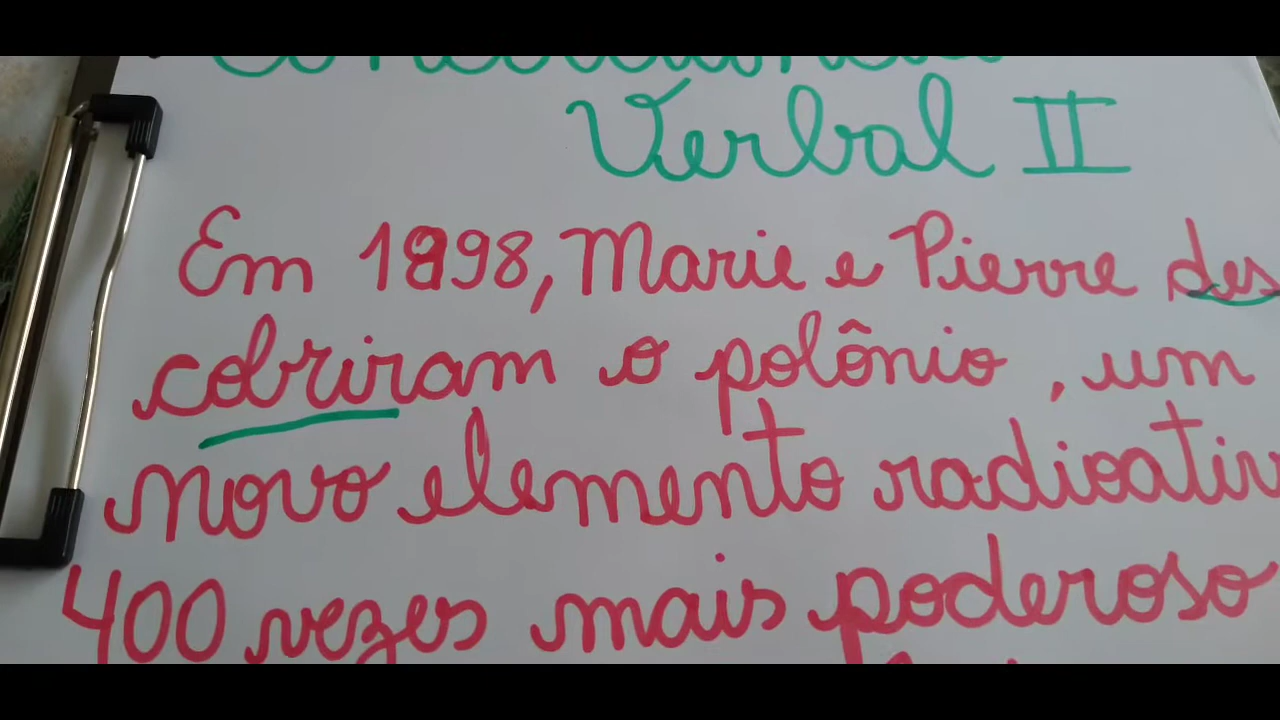 Verbal II
Em 1898, Marie e Pierre des
cobriram o polônio, um
novo elemento radioativ
400 vezes mais poderoso